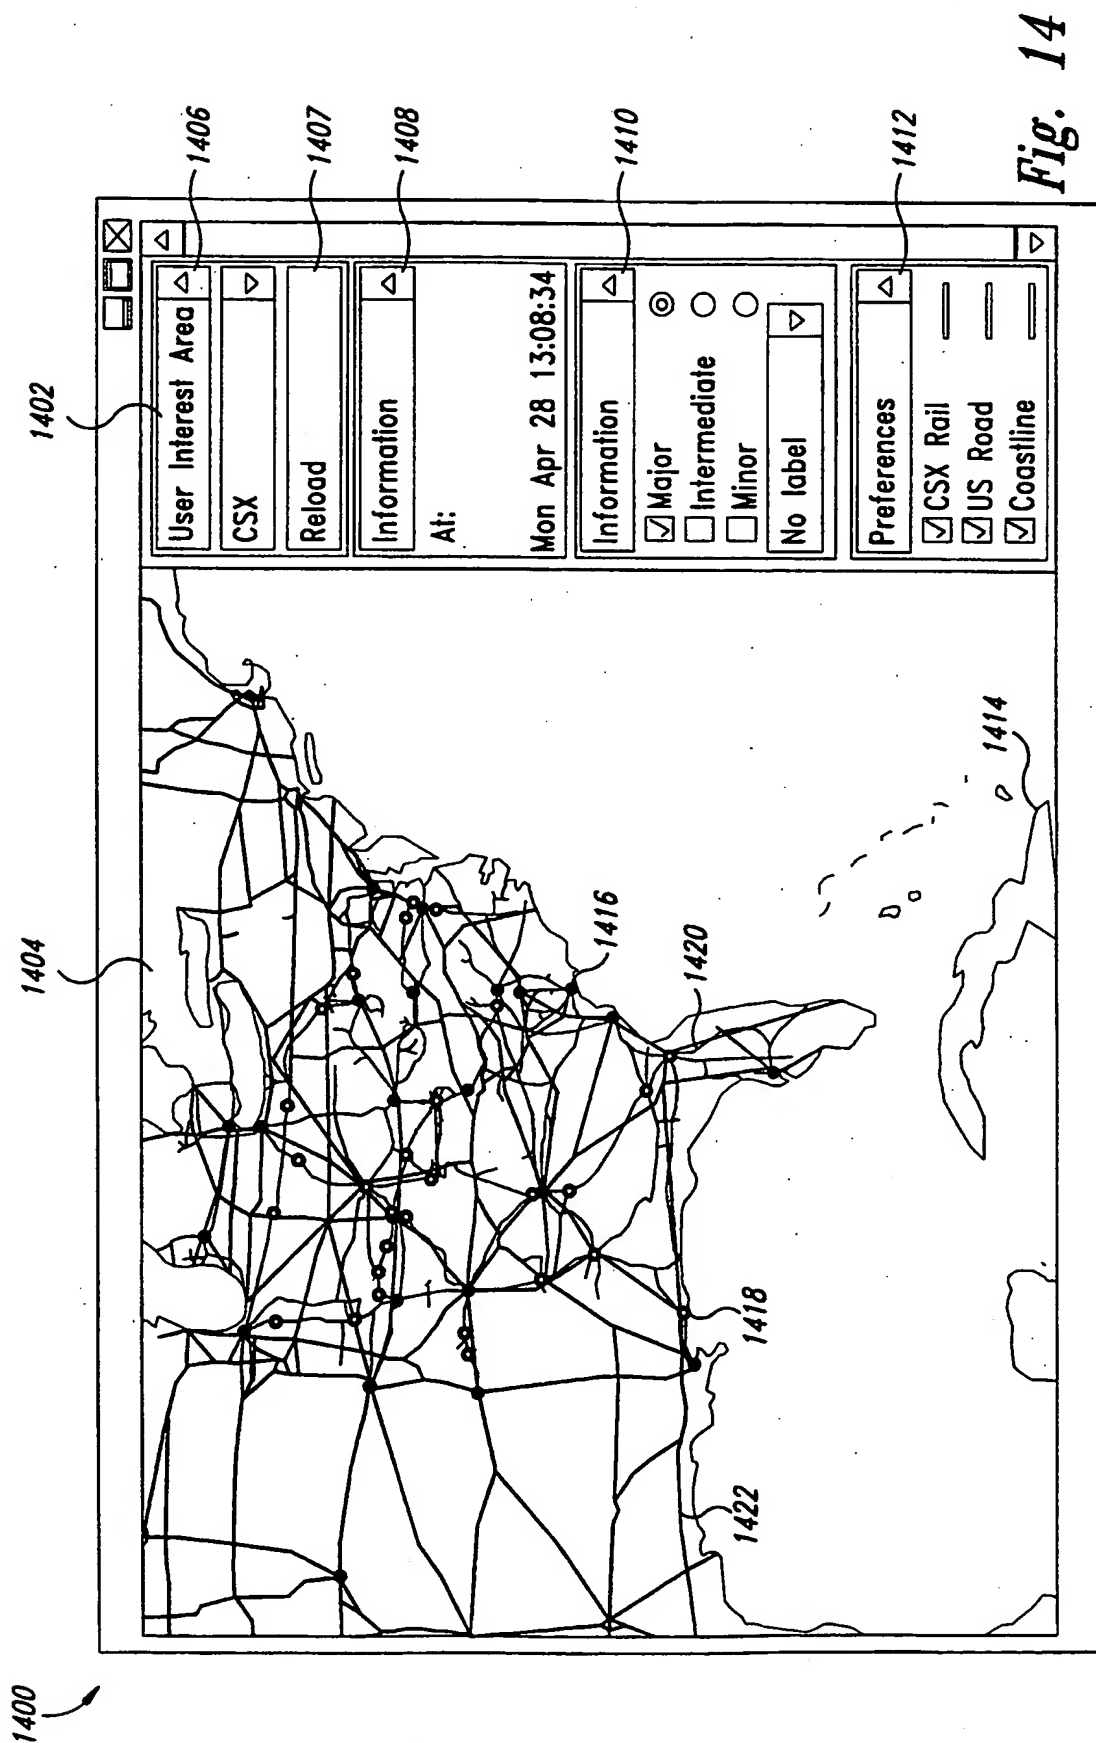 1400
1402
1404
User Interest Area
1406
CSX
Reload
1407
Information
1408
At:
Mon Apr 28 13:08:34
Information
1410
Major
Intermediate
Minor
No label
Preferences
1412
CSX Rail
US Road
Coastline
1416
1420
1414
1418
1422
Fig. 14